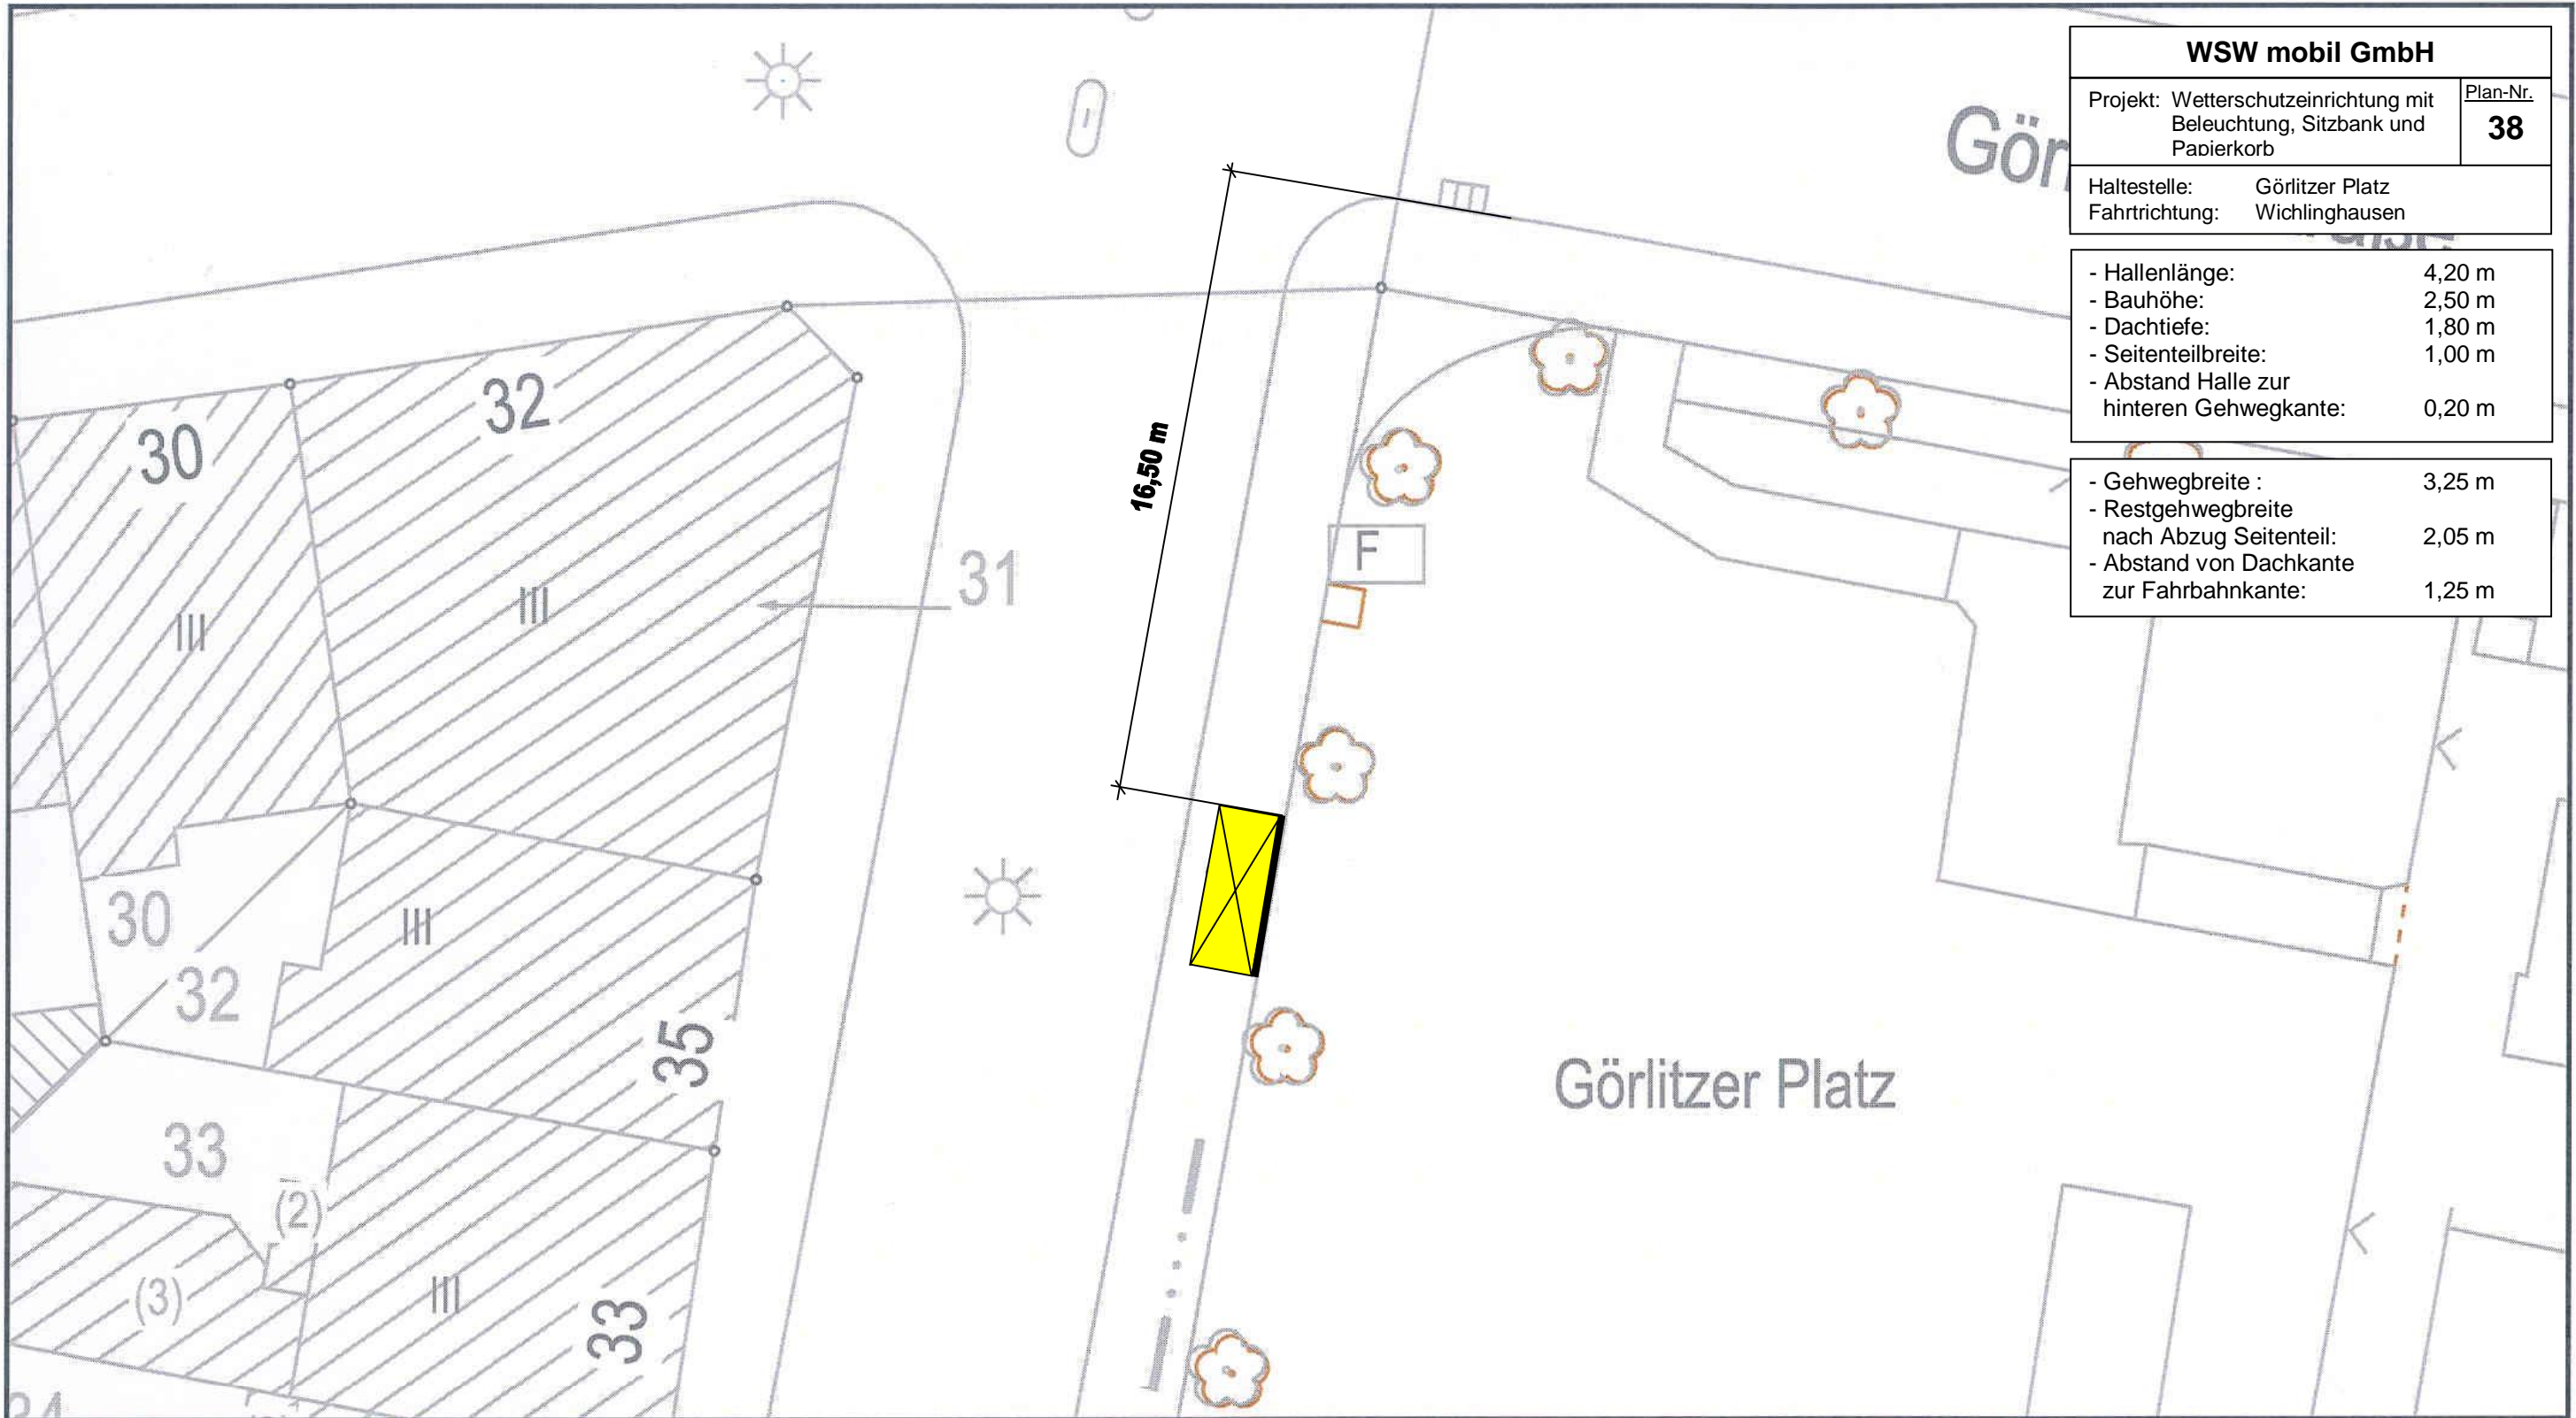 WSW mobil GmbH
Projekt: Wetterschutzeinrichtung mit
Beleuchtung, Sitzbank und
Papierkorb
Plan-Nr.
38
Haltestelle: Görlitzer Platz
Fahrtrichtung: Wichlinghausen
- Hallenlänge: 4,20 m
- Bauhöhe: 2,50 m
- Dachtiefe: 1,80 m
- Seitenteilbreite: 1,00 m
- Abstand Halle zur
hinteren Gehwegkante: 0,20 m
- Gehwegbreite : 3,25 m
- Restgehwegbreite
nach Abzug Seitenteil: 2,05 m
- Abstand von Dachkante
zur Fahrbahnkante: 1,25 m
Görl
16,50 m
30
32
III
III
31
F
30
32
III
35
Görlitzer Platz
33
(2)
(3)
III
33
34